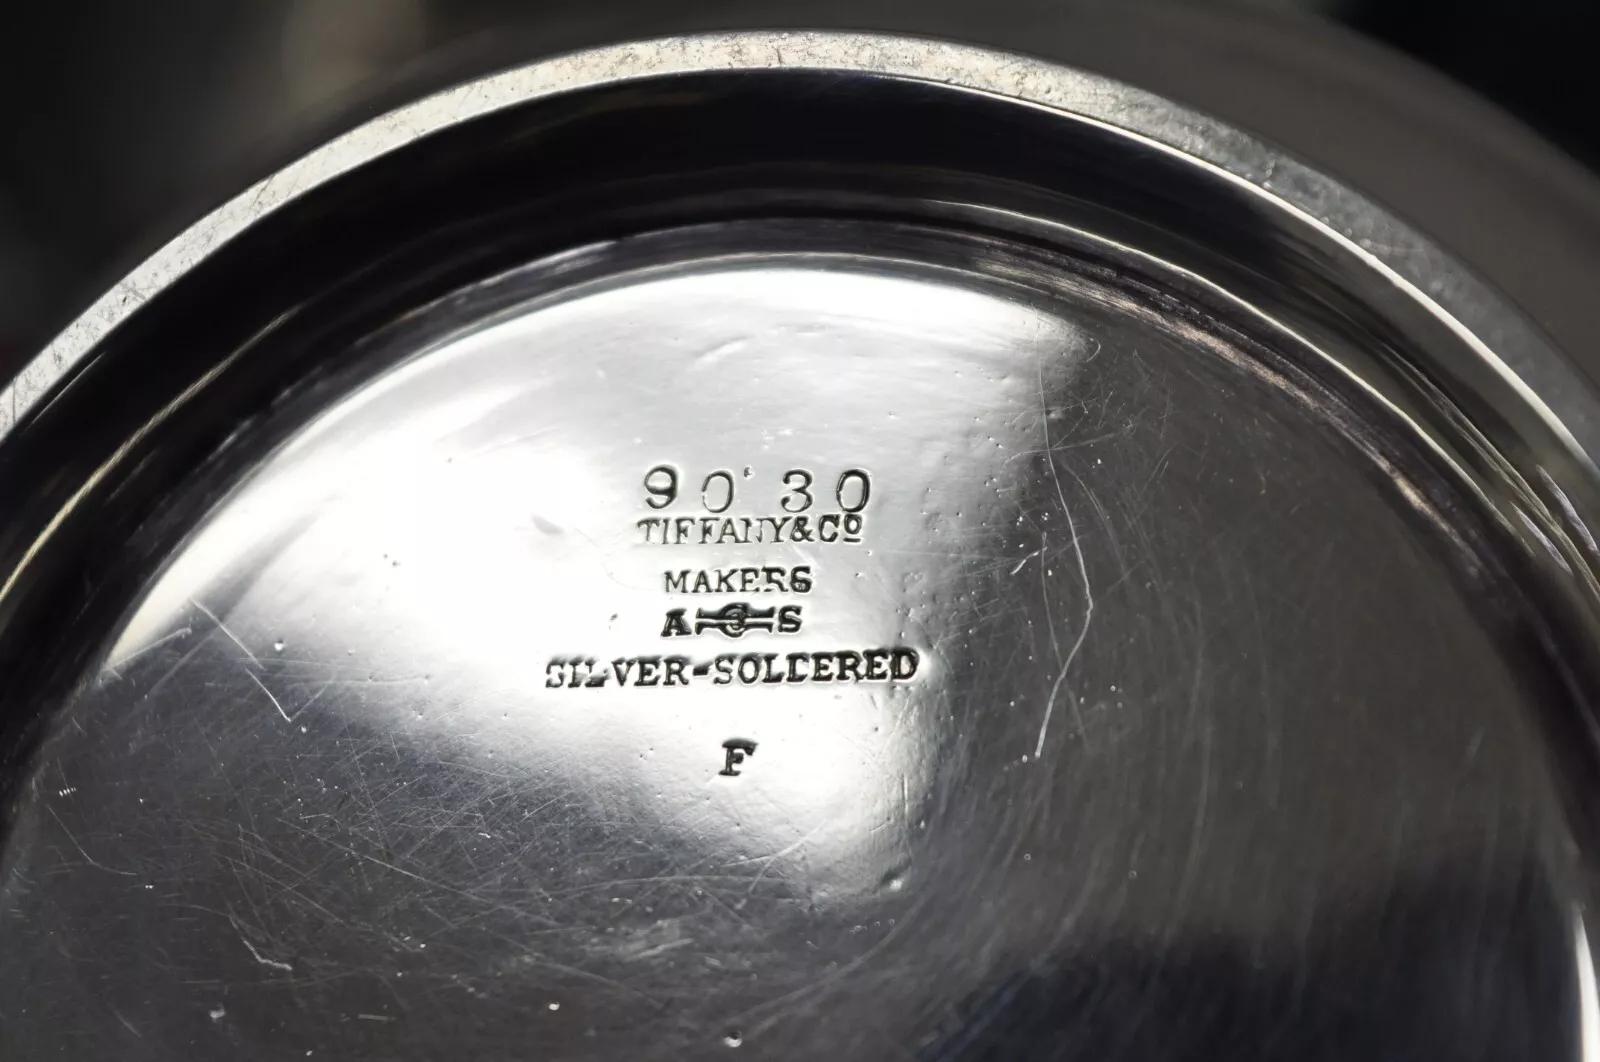 90 30
TIFFANY & Co
MAKERS
A S
SILVER-SOLDERED
F